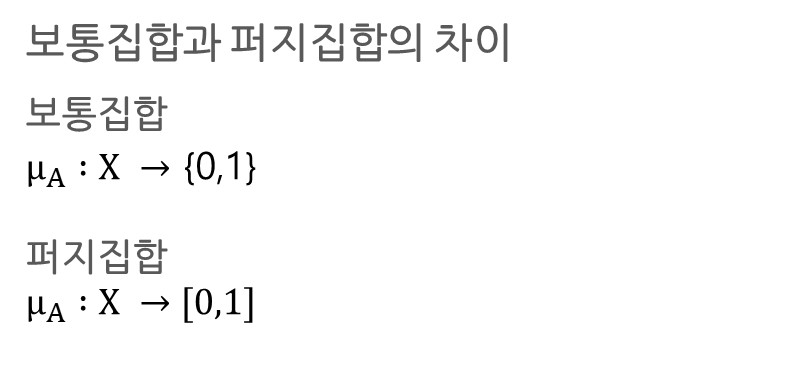 보통집합과 퍼지집합의 차이
보통집합
μA : X → {0,1}
퍼지집합
μA : X → [0,1]